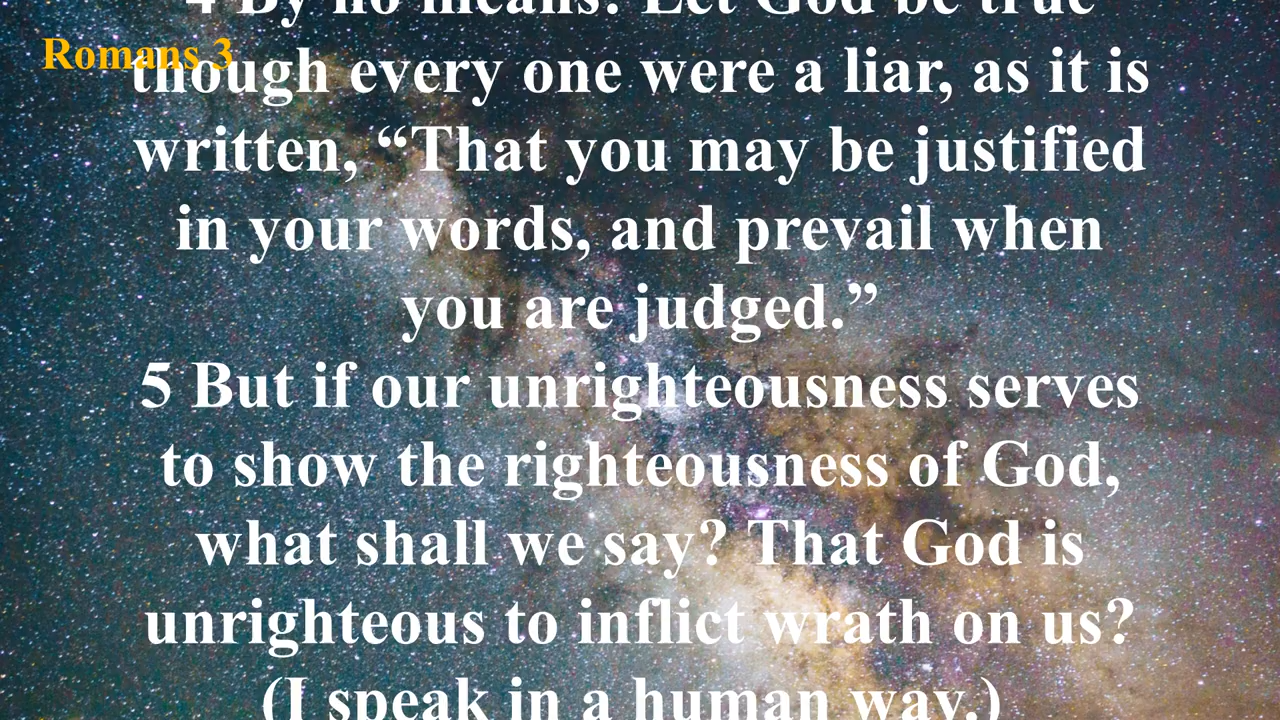 4 By no means! Let God be true
Romans 3
though every one were a liar, as it is
written, “That you may be justified
in your words, and prevail when
you are judged.”
5 But if our unrighteousness serves
to show the righteousness of God,
what shall we say? That God is
unrighteous to inflict wrath on us?
(I speak in a human way.)